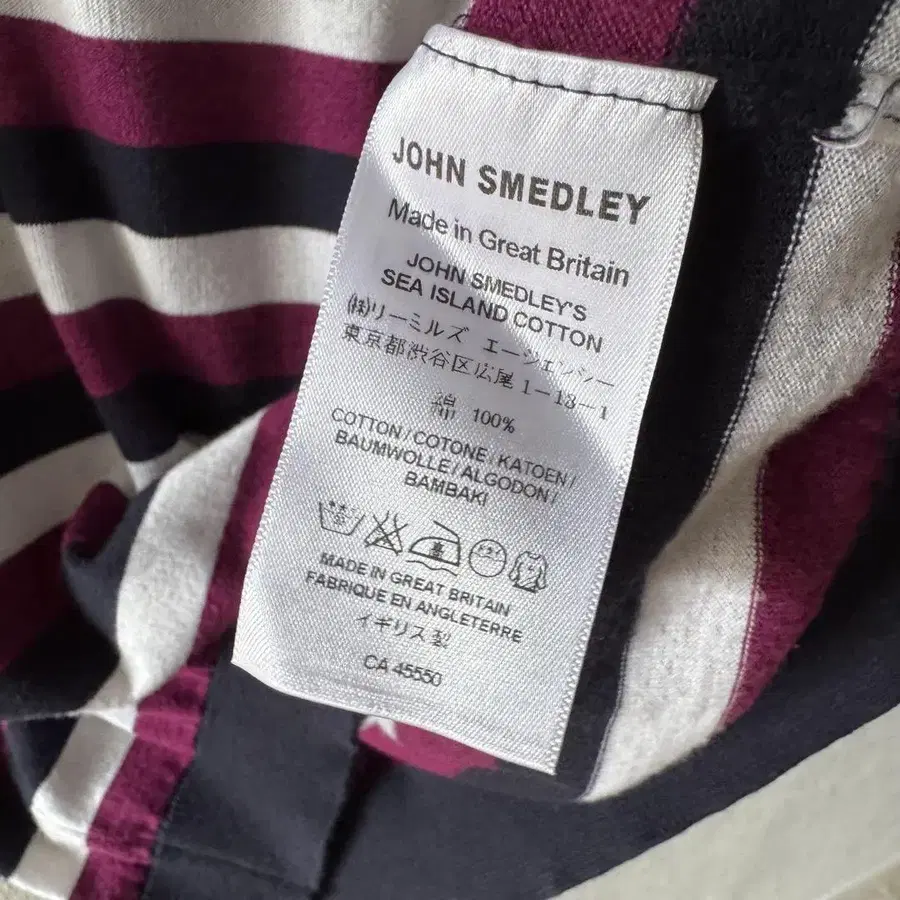 JOHN SMEDLEY
Made in Great Britain
JOHN SMEDLEY'S
SEA ISLAND COTTON
㈱リーミルズ エージェンシー
東京都渋谷区広尾1-13-1
綿 100%
COTTON/COTONE/KATOEN/
BAUMWOLLE/ALGODON/
BAMBAKI
MADE IN GREAT BRITAIN
FABRIQUE EN ANGLETERRE
イギリス製
CA 45550